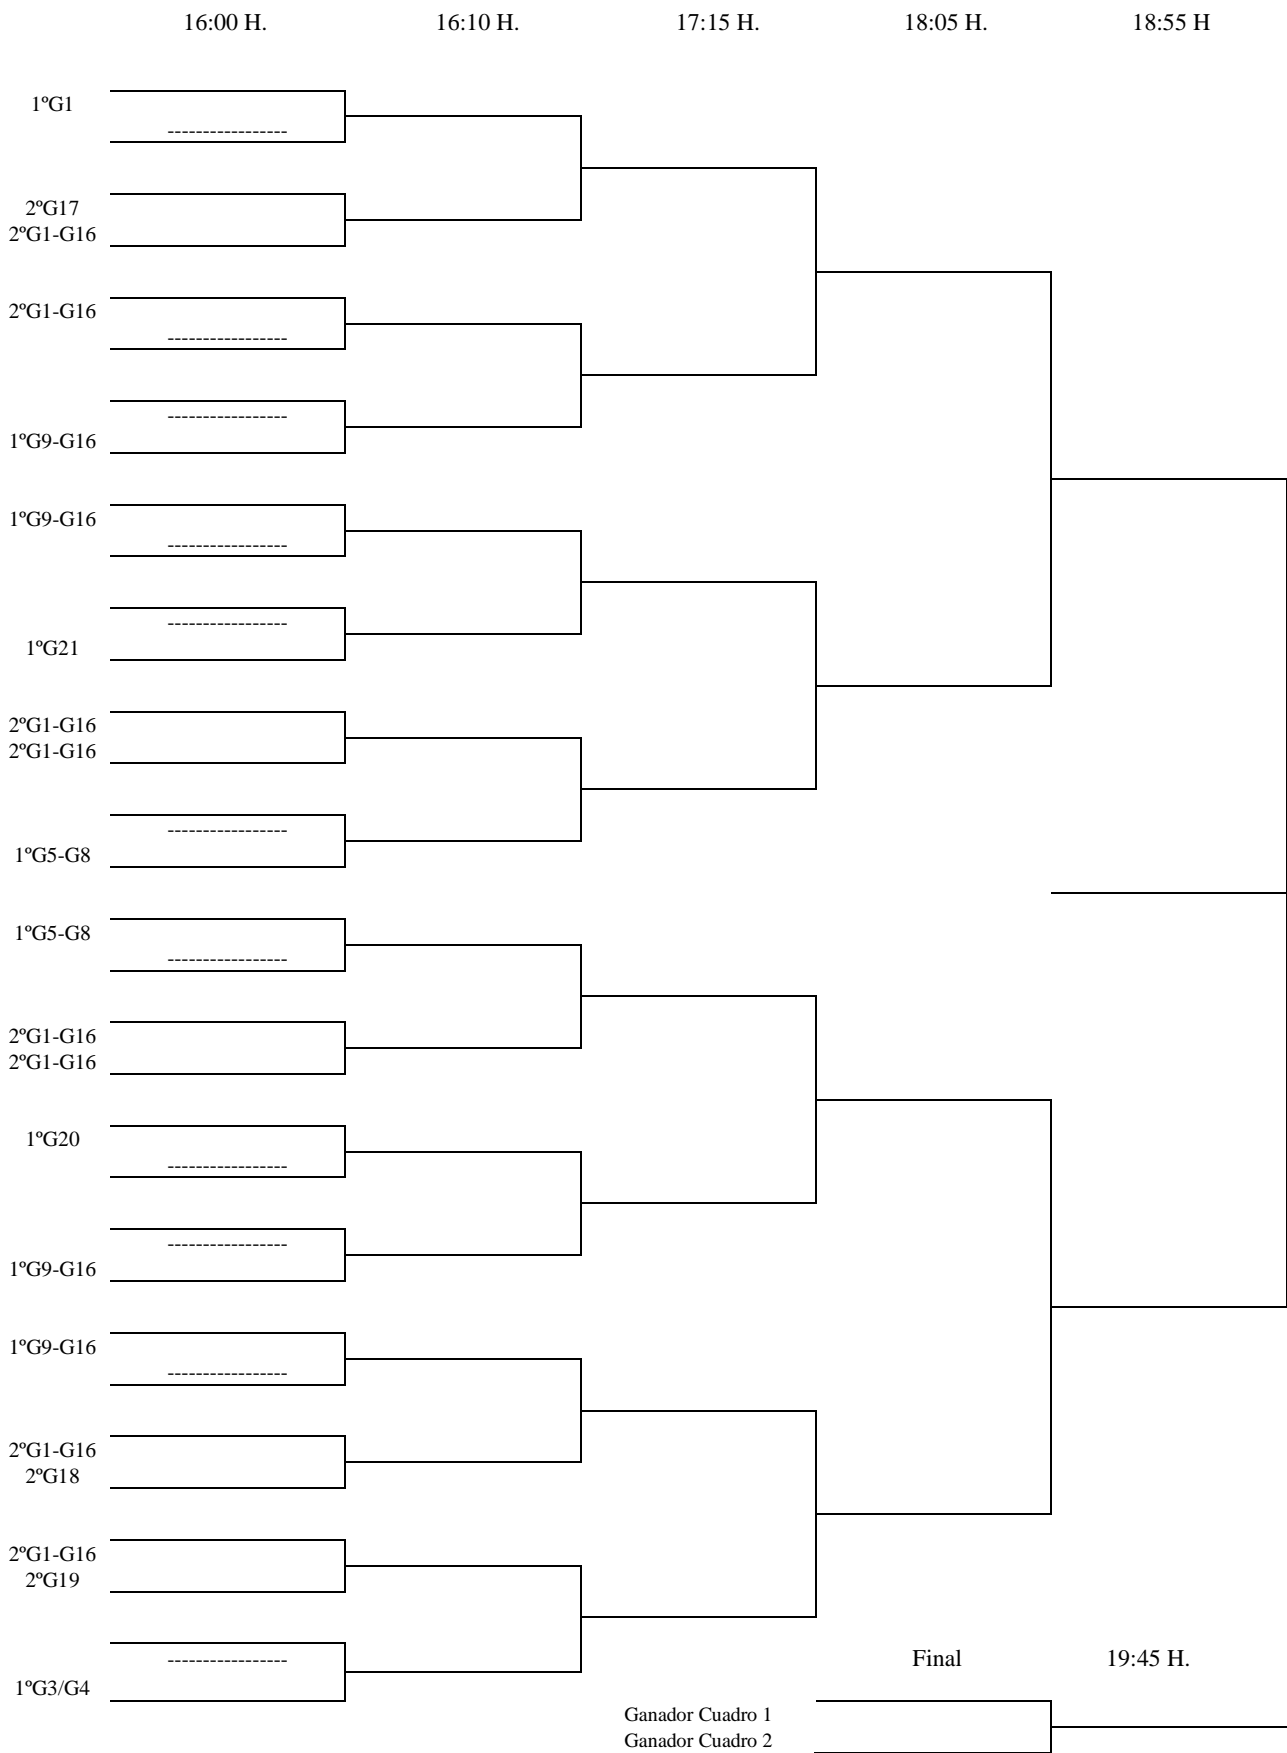 16:00 H. 16:10 H. 17:15 H. 18:05 H. 18:55 H
1ºG1
-----------------
2ºG17
2ºG1-G16
2ºG1-G16
-----------------
-----------------
1ºG9-G16
1ºG9-G16
-----------------
-----------------
1ºG21
2ºG1-G16
2ºG1-G16
-----------------
1ºG5-G8
1ºG5-G8
-----------------
2ºG1-G16
2ºG1-G16
1ºG20
-----------------
-----------------
1ºG9-G16
1ºG9-G16
-----------------
2ºG1-G16
2ºG18
2ºG1-G16
2ºG19
-----------------
1ºG3/G4
Final 19:45 H.
Ganador Cuadro 1
Ganador Cuadro 2